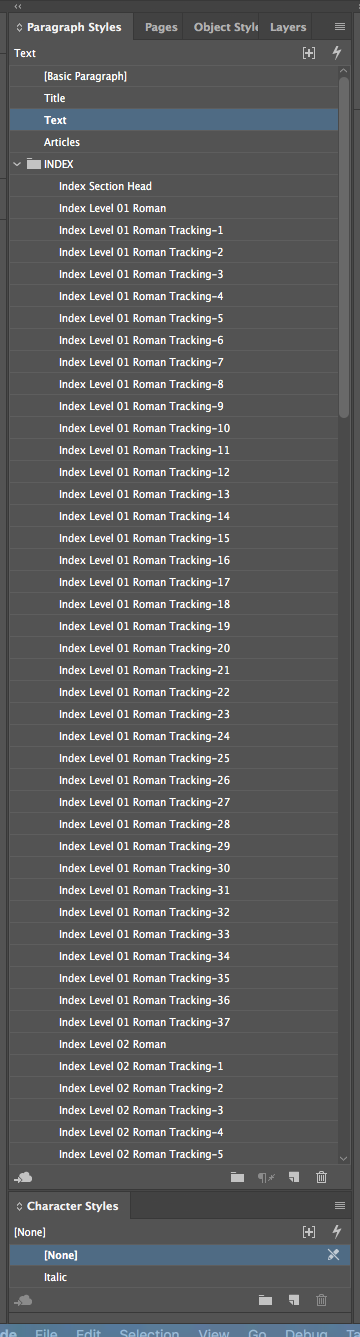 Paragraph Styles Pages Object Style Layers
Text
[Basic Paragraph]
Title
Text
Articles
INDEX
Index Section Head
Index Level 01 Roman
Index Level 01 Roman Tracking-1
Index Level 01 Roman Tracking-2
Index Level 01 Roman Tracking-3
Index Level 01 Roman Tracking-4
Index Level 01 Roman Tracking-5
Index Level 01 Roman Tracking-6
Index Level 01 Roman Tracking-7
Index Level 01 Roman Tracking-8
Index Level 01 Roman Tracking-9
Index Level 01 Roman Tracking-10
Index Level 01 Roman Tracking-11
Index Level 01 Roman Tracking-12
Index Level 01 Roman Tracking-13
Index Level 01 Roman Tracking-14
Index Level 01 Roman Tracking-15
Index Level 01 Roman Tracking-16
Index Level 01 Roman Tracking-17
Index Level 01 Roman Tracking-18
Index Level 01 Roman Tracking-19
Index Level 01 Roman Tracking-20
Index Level 01 Roman Tracking-21
Index Level 01 Roman Tracking-22
Index Level 01 Roman Tracking-23
Index Level 01 Roman Tracking-24
Index Level 01 Roman Tracking-25
Index Level 01 Roman Tracking-26
Index Level 01 Roman Tracking-27
Index Level 01 Roman Tracking-28
Index Level 01 Roman Tracking-29
Index Level 01 Roman Tracking-30
Index Level 01 Roman Tracking-31
Index Level 01 Roman Tracking-32
Index Level 01 Roman Tracking-33
Index Level 01 Roman Tracking-34
Index Level 01 Roman Tracking-35
Index Level 01 Roman Tracking-36
Index Level 01 Roman Tracking-37
Index Level 02 Roman
Index Level 02 Roman Tracking-1
Index Level 02 Roman Tracking-2
Index Level 02 Roman Tracking-3
Index Level 02 Roman Tracking-4
Index Level 02 Roman Tracking-5
Character Styles
[None]
[None]
Italic
de File Edit Selection View Go Debug